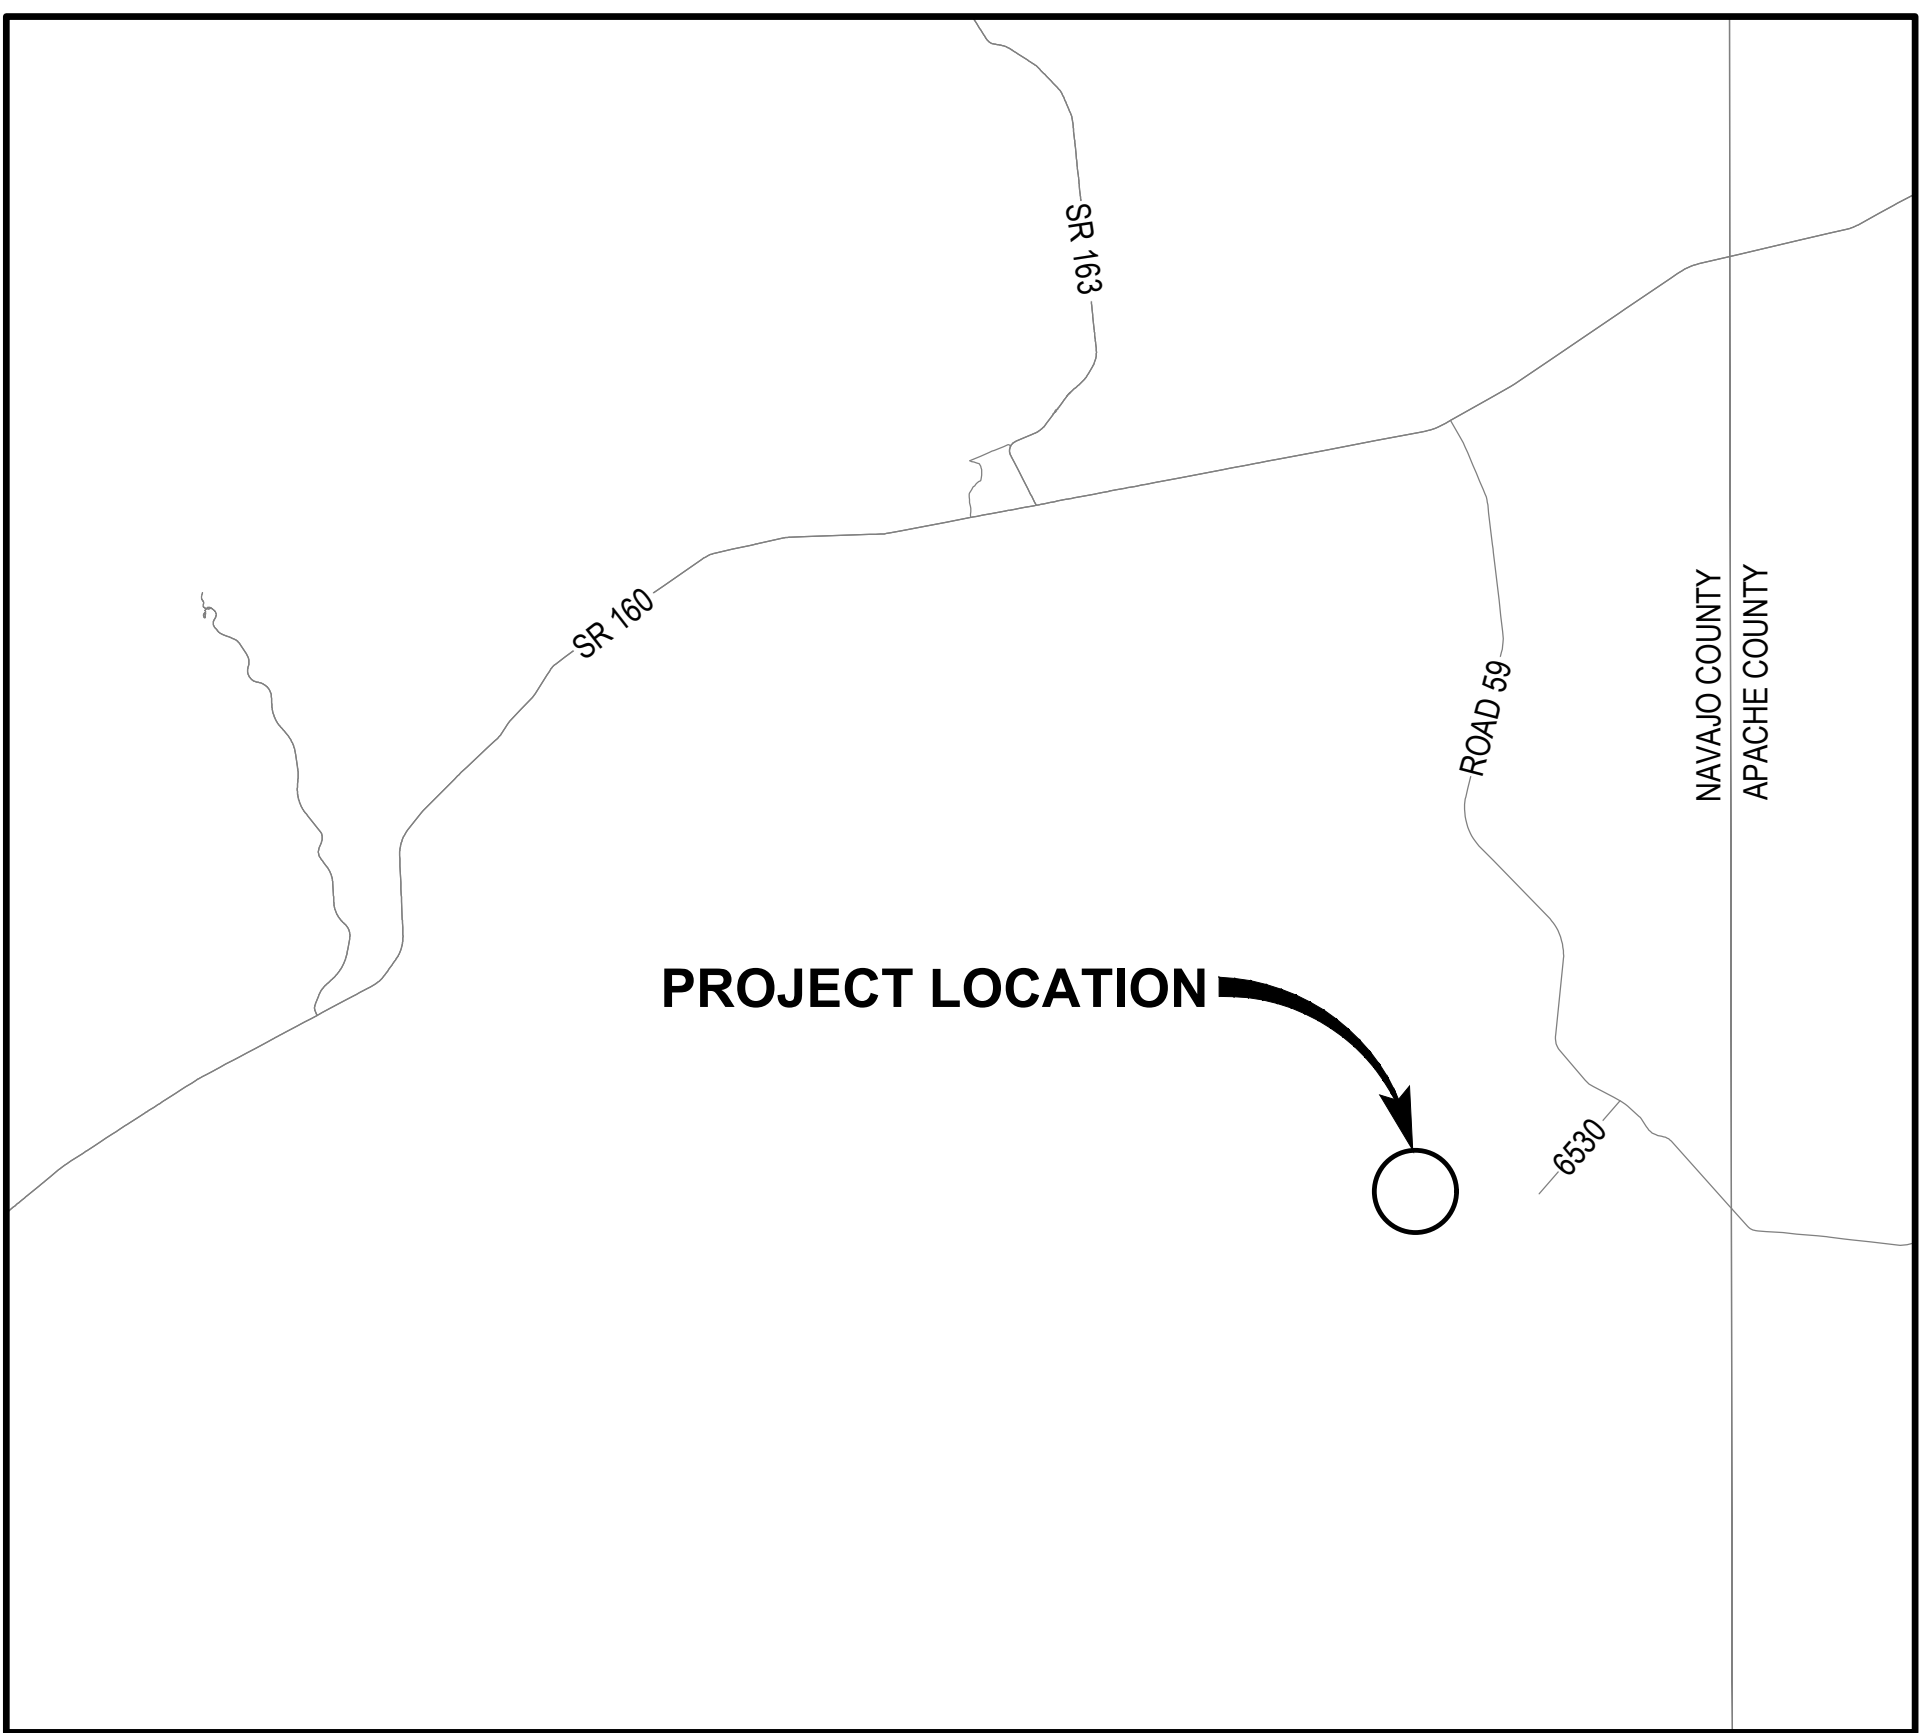 SR 163
SR 160
ROAD 59
NAVAJO COUNTY
APACHE COUNTY
PROJECT LOCATION
6530